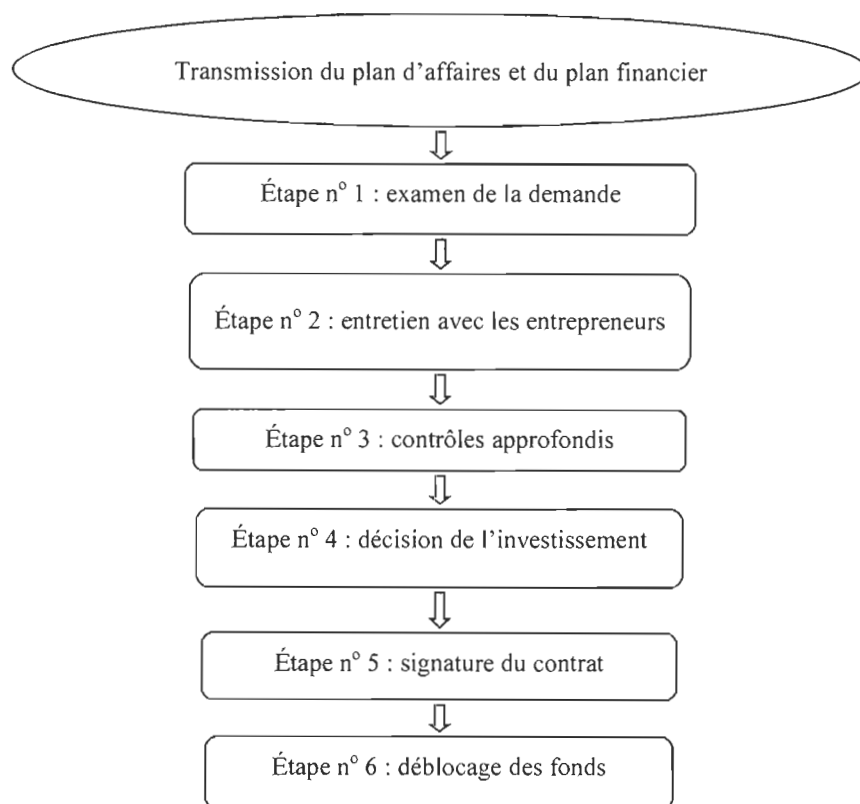 Transmission du plan d’affaires et du plan financier
Étape n° 1 : examen de la demande
Étape n° 2 : entretien avec les entrepreneurs
Étape n° 3 : contrôles approfondis
Étape n° 4 : décision de l’investissement
Étape n° 5 : signature du contrat
Étape n° 6 : déblocage des fonds